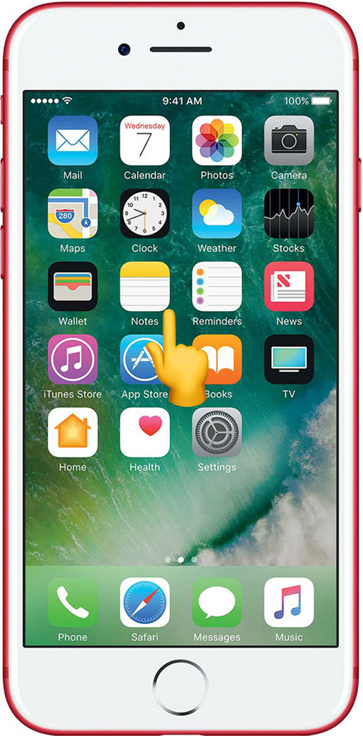 9:41 AM 100%
Wednesday
7
Mail Calendar Photos Camera
280
Maps Clock Weather Stocks
Wallet Notes Reminders News
iTunes Store App Store Books TV
Home Health Settings
Phone Safari Messages Music